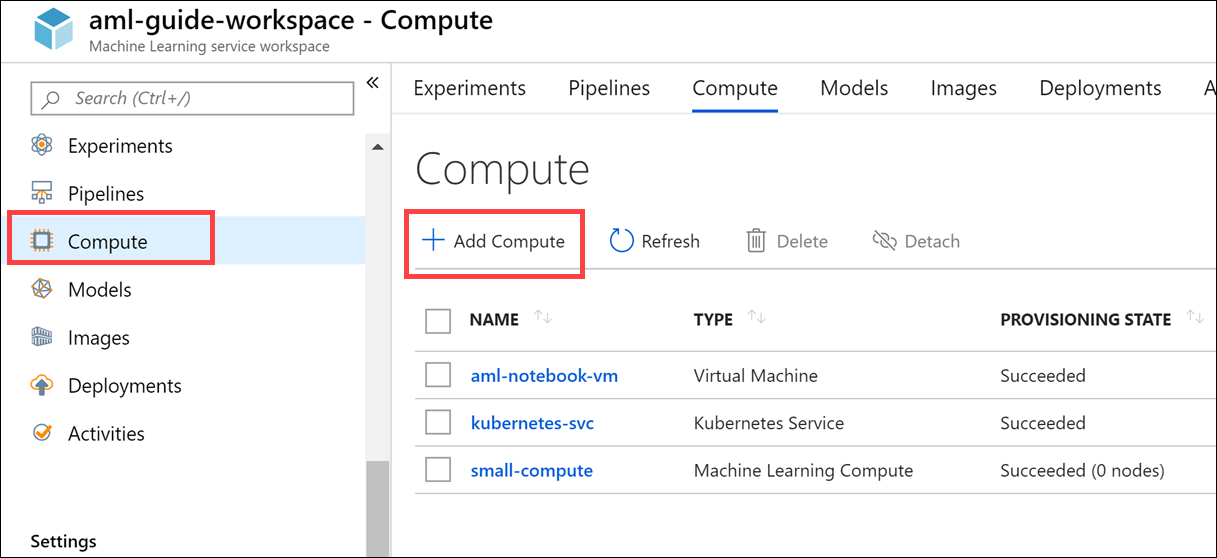 aml-guide-workspace - Compute
Machine Learning service workspace
Search (Ctrl+/)
Experiments
Pipelines
Compute
Models
Images
Deployments
Activities
Settings
Experiments Pipelines Compute Models Images Deployments A
Compute
Add Compute Refresh Delete Detach
NAME TYPE PROVISIONING STATE
aml-notebook-vm Virtual Machine Succeeded
kubernetes-svc Kubernetes Service Succeeded
small-compute Machine Learning Compute Succeeded (0 nodes)